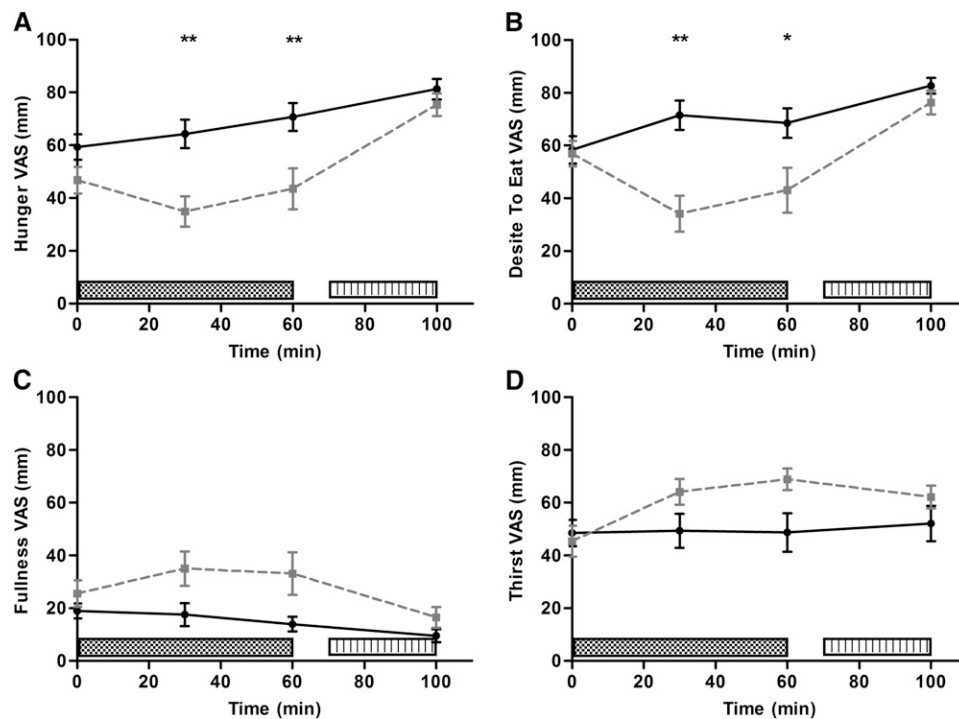 A
B
** **
** *
100
80
60
40
20
0
Hunger VAS (mm)
0 20 40 60 80 100
Time (min)
100
80
60
40
20
0
Desite To Eat VAS (mm)
0 20 40 60 80 100
Time (min)
C
D
100
80
60
40
20
0
Fullness VAS (mm)
0 20 40 60 80 100
Time (min)
100
80
60
40
20
0
Thirst VAS (mm)
0 20 40 60 80 100
Time (min)